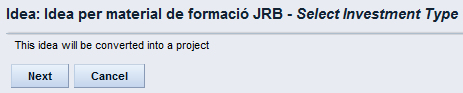 Idea: Idea per material de formació JRB - Select Investment Type
This idea will be converted into a project
Next Cancel